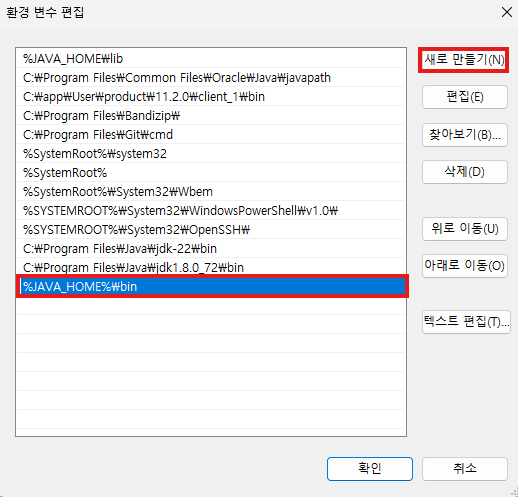 환경 변수 편집
%JAVA_HOME₩lib
C:₩Program Files₩Common Files₩Oracle₩Java₩javapath
C:₩app₩User₩product₩11.2.0₩client_1₩bin
C:₩Program Files₩Bandizip₩
C:₩Program Files₩Git₩cmd
%SystemRoot%₩system32
%SystemRoot%
%SystemRoot%₩System32₩Wbem
%SYSTEMROOT%₩System32₩WindowsPowerShell₩v1.0₩
%SYSTEMROOT%₩System32₩OpenSSH₩
C:₩Program Files₩Java₩jdk-22₩bin
C:₩Program Files₩Java₩jdk1.8.0_72₩bin
%JAVA_HOME%₩bin
새로 만들기(N)
편집(E)
찾아보기(B)...
삭제(D)
위로 이동(U)
아래로 이동(O)
텍스트 편집(T)...
확인
취소